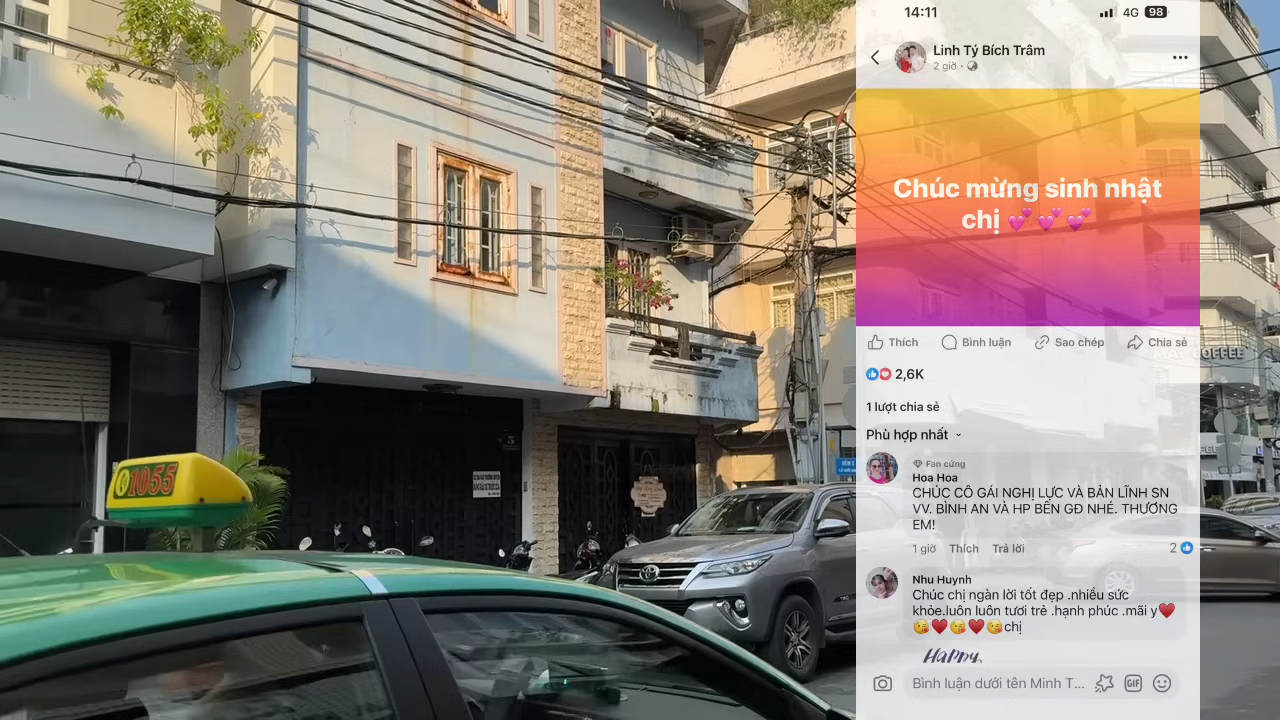 1055
MAY COFFEE
14:11
4G
98
Linh Tý Bích Trâm
2 giờ ·
Chúc mừng sinh nhật
chị 💕💕💕
Thích
Bình luận
Sao chép
Chia sẻ
2,6K
1 lượt chia sẻ
Phù hợp nhất
Fan cứng
Hoa Hoa
CHÚC CÔ GÁI NGHỊ LỰC VÀ BẢN LĨNH SN
VV. BÌNH AN VÀ HP BÊN GĐ NHÉ. THƯƠNG
EM!
1 giờ Thích Trả lời
2
Nhu Huynh
Chúc chị ngàn lời tốt đẹp .nhiều sức
khỏe.luôn luôn tươi trẻ .hạnh phúc .mãi y♥️
😘♥️😘♥️😘chị
HAPPY
Bình luận dưới tên Minh T...
GIF